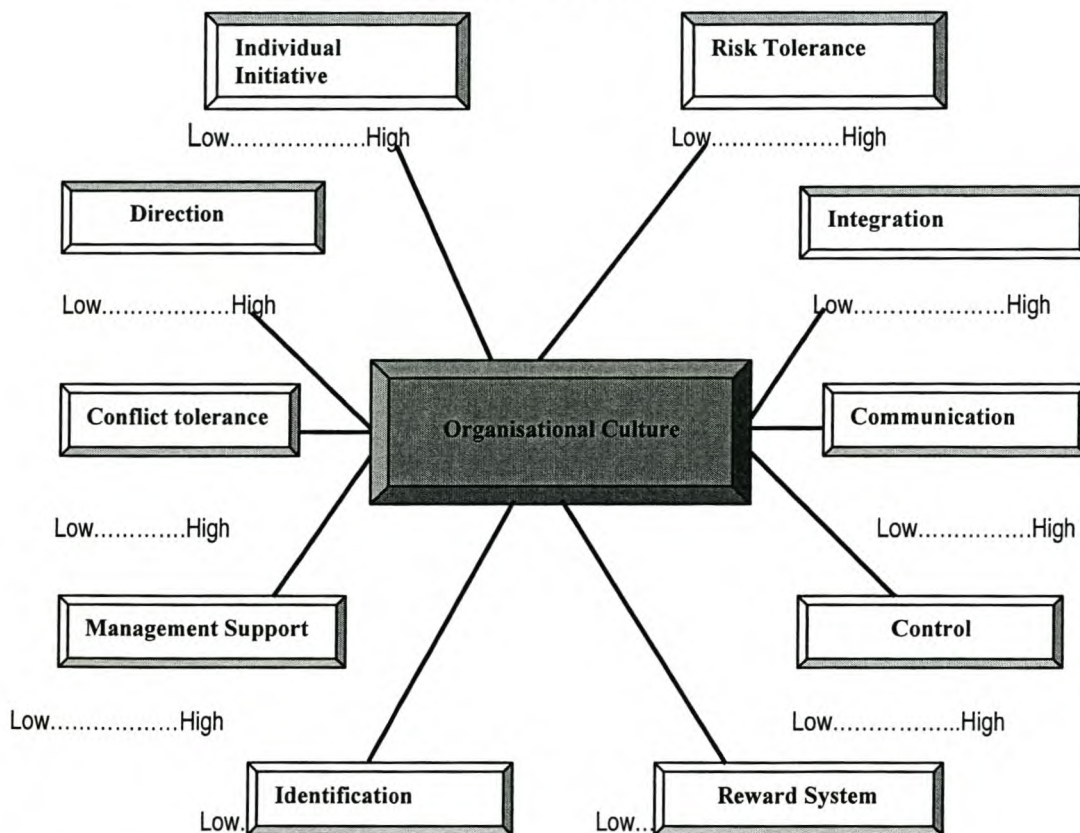 Individual
Initiative
Risk Tolerance
Low....................High
Low...................High
Direction
Integration
Low..................High
Low......................High
Conflict tolerance
Organisational Culture
Communication
Low.............High
Low.................High
Management Support
Control
Low...................High
Low..................High
Identification
Reward System
Low.
Low...